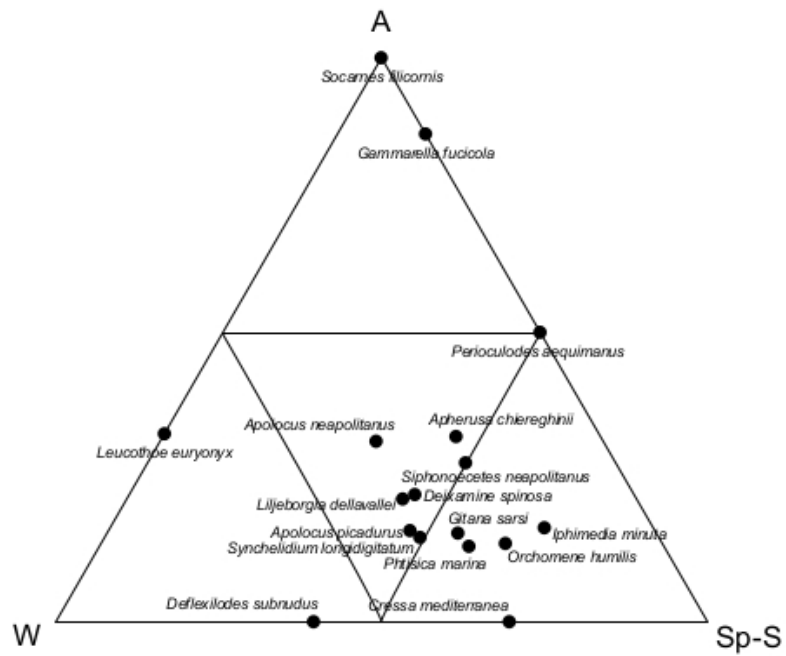 A
Socarnes filicornis
Gammarella fucicola
Perioculodes aequimanus
Apolocus neapolitanus
Apherusa chiereghinii
Leucothoe euryonyx
Siphonoecetes neapolitanus
Liljeborgia dellavallei
Deixamine spinosa
Gitana sarsi
Apolocus picadurus
Iphimedia minuta
Synchelidium longidigitatum
Orchomene humilis
Phtisica marina
Deflexilodes subnudus
Cressa mediterranea
W
Sp-S